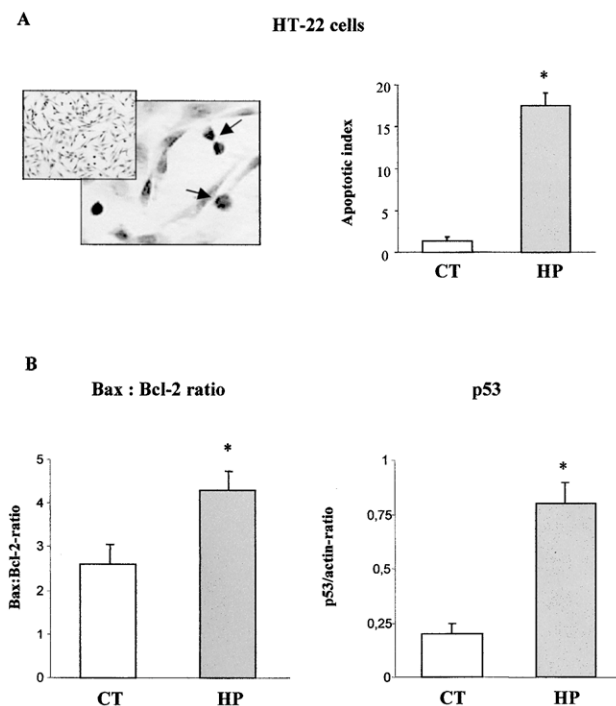 A
HT-22 cells
Apoptotic index
20
15
10
5
0
*
CT
HP
B
Bax : Bcl-2 ratio
Bax:Bcl-2-ratio
5
4
3
2
1
0
*
CT
HP
p53
p53/actin-ratio
1
0,75
0,5
0,25
0
*
CT
HP